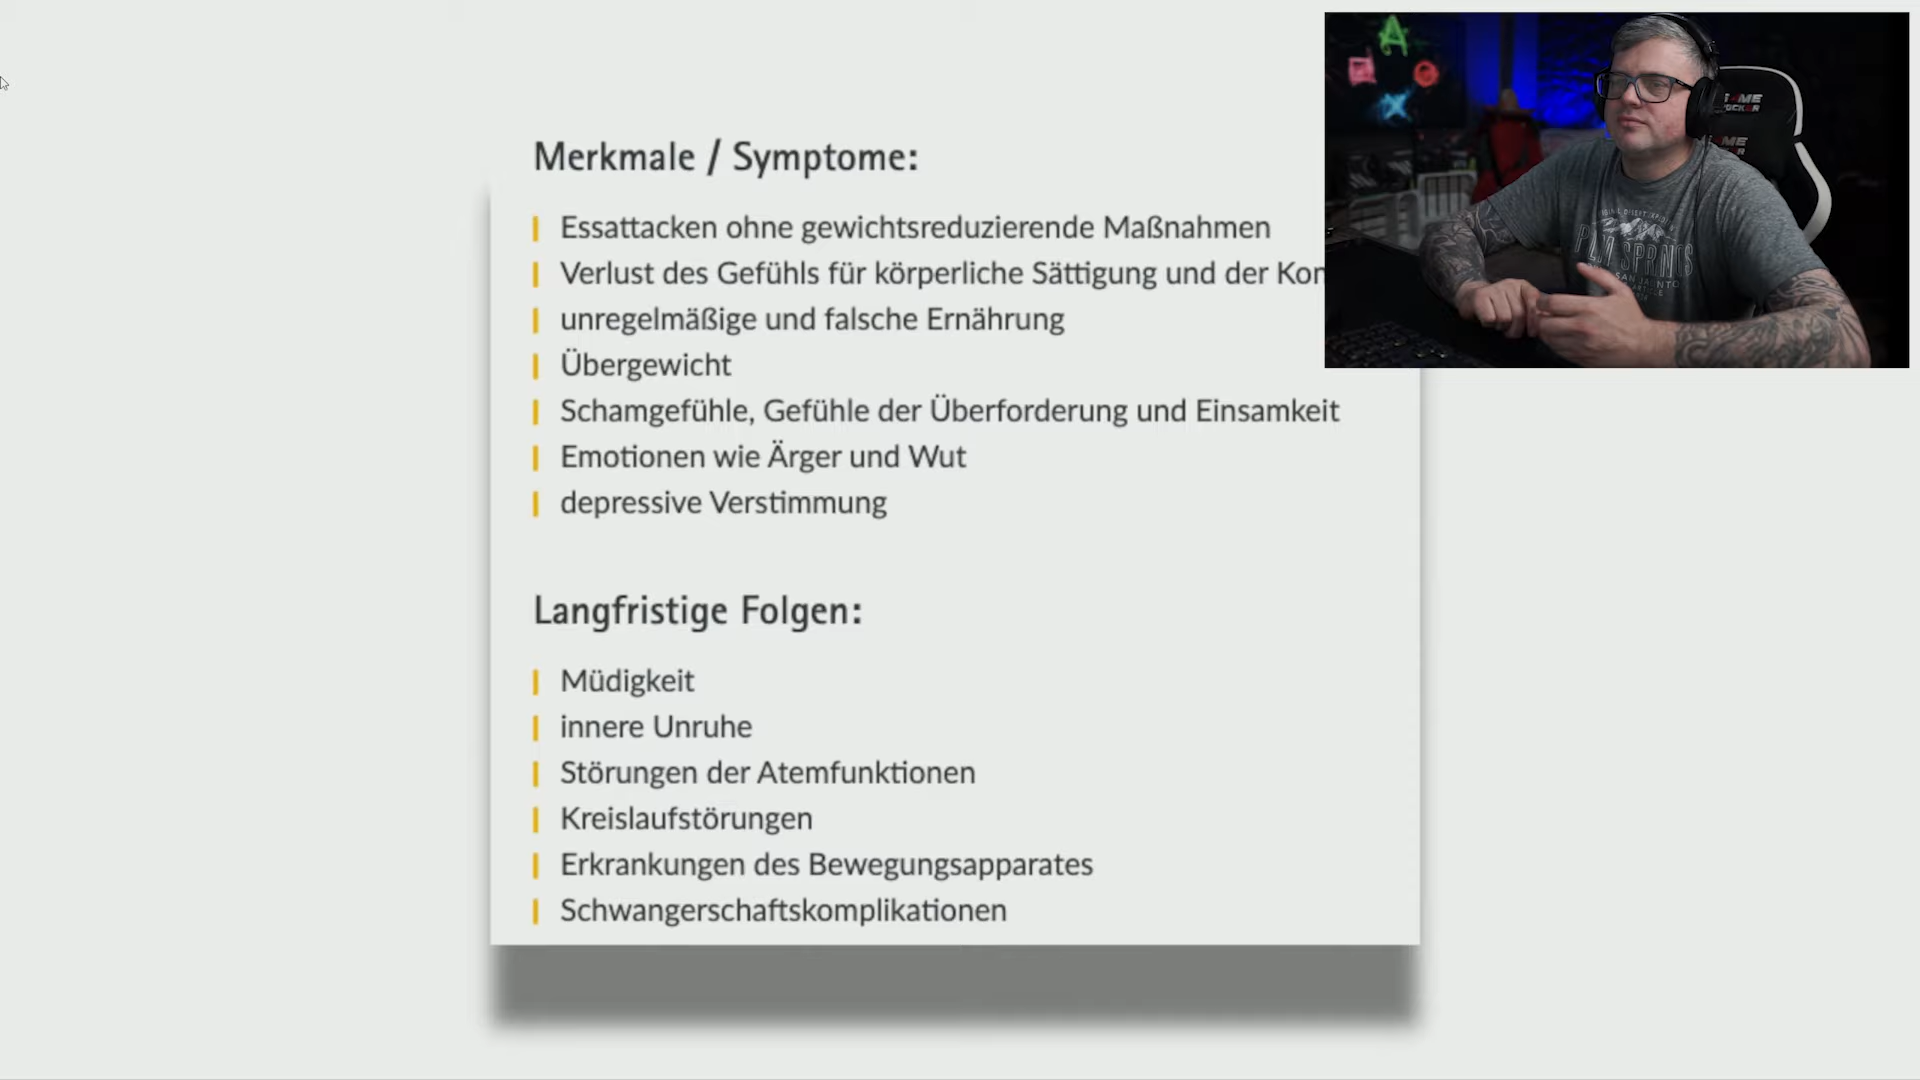 Merkmale / Symptome:
Essattacken ohne gewichtsreduzierende Maßnahmen
Verlust des Gefühls für körperliche Sättigung und der
unregelmäßige und falsche Ernährung
Übergewicht
Schamgefühle, Gefühle der Überforderung und Einsamkeit
Emotionen wie Ärger und Wut
depressive Verstimmung
Langfristige Folgen:
Müdigkeit
innere Unruhe
Störungen der Atemfunktionen
Kreislaufstörungen
Erkrankungen des Bewegungsapparates
Schwangerschaftskomplikationen